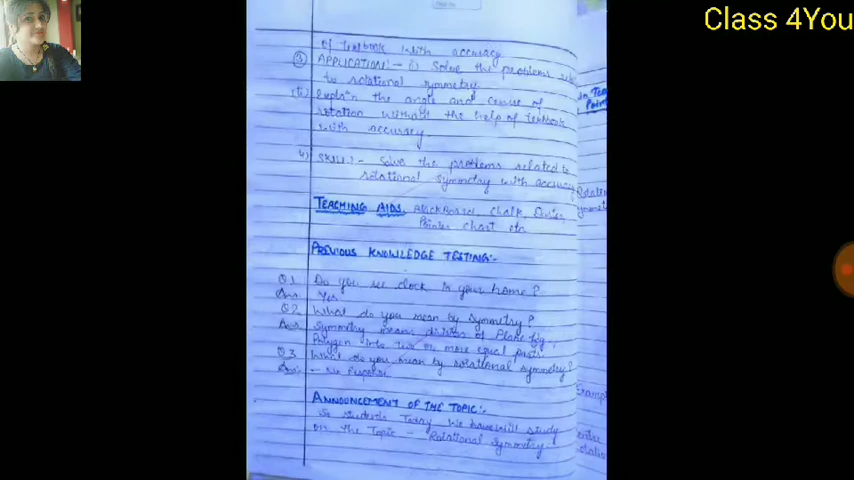 Class 4You
of textbook with accuracy
3) APPLICATION:- i) Solve the problems
to rotational symmetry
(ii) explain the angle and centre of
rotation without the help of textbook
with accuracy
4) SKILL:- Solve the problems related to
rotational symmetry with accuracy
TEACHING AIDS. BlackBoard, Chalk, Duster,
Pointer chart etc
PREVIOUS KNOWLEDGE TESTING:-
Q.1 Do you see clock in your home?
Ans Yes.
Q.2 What do you mean by symmetry?
Ans Symmetry means division of Plane fig,
Polygon into two or more equal parts.
Q.3 What do you mean by rotational symmetry?
Ans:- No Response
ANNOUNCEMENT OF THE TOPIC:-
So students Today We have will study
on the Topic - Rotational Symmetry.